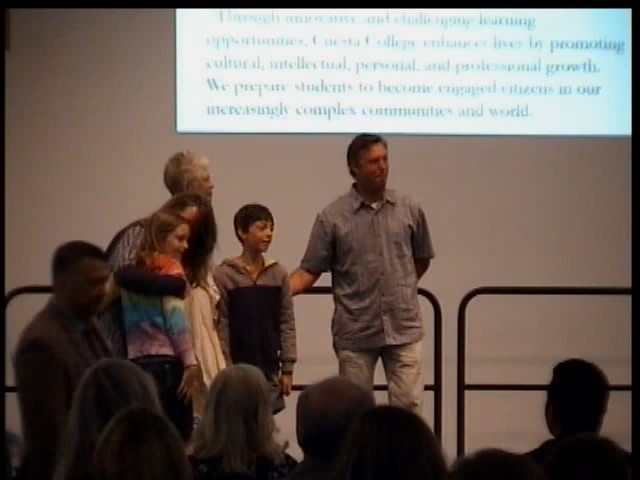 Through innovative and challenging learning
opportunities, Cuesta College enhances lives by promoting
cultural, intellectual, personal, and professional growth.
We prepare students to become engaged citizens in our
increasingly complex communities and world.